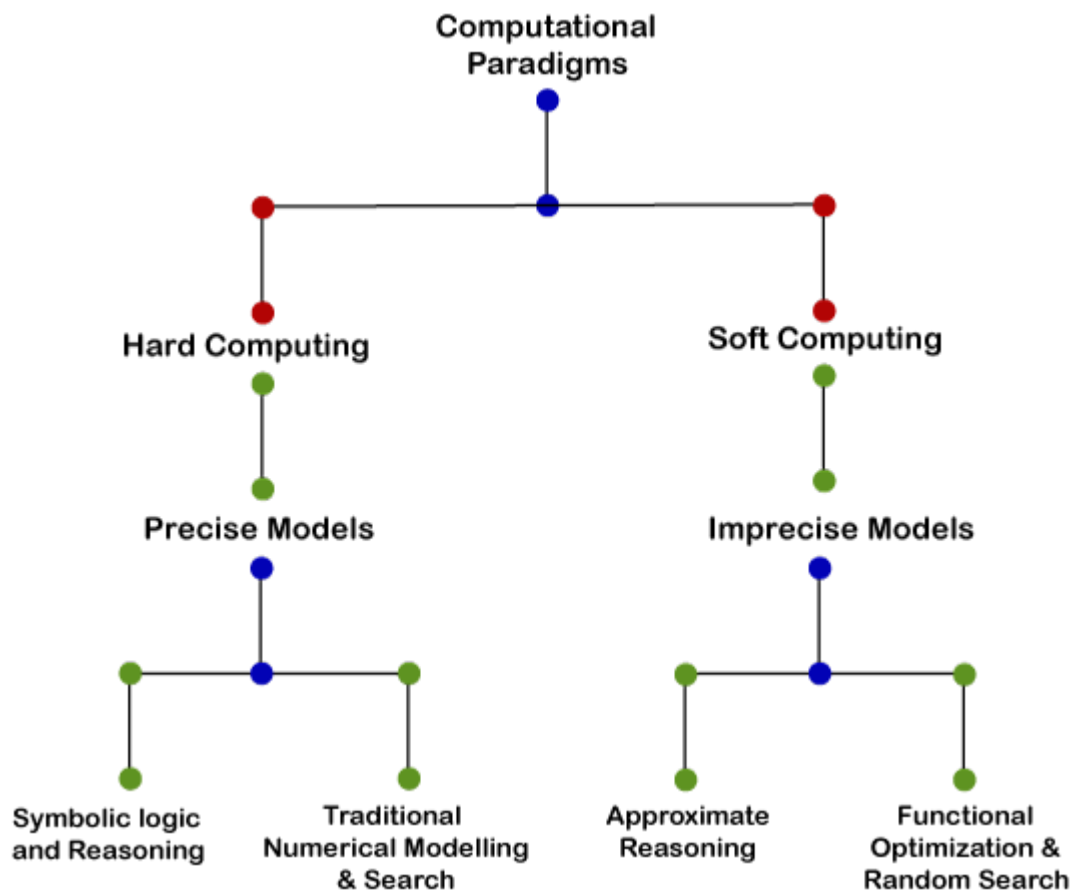 Computational
Paradigms
Hard Computing
Soft Computing
Precise Models
Imprecise Models
Symbolic logic
and Reasoning
Traditional
Numerical Modelling
& Search
Approximate
Reasoning
Functional
Optimization &
Random Search